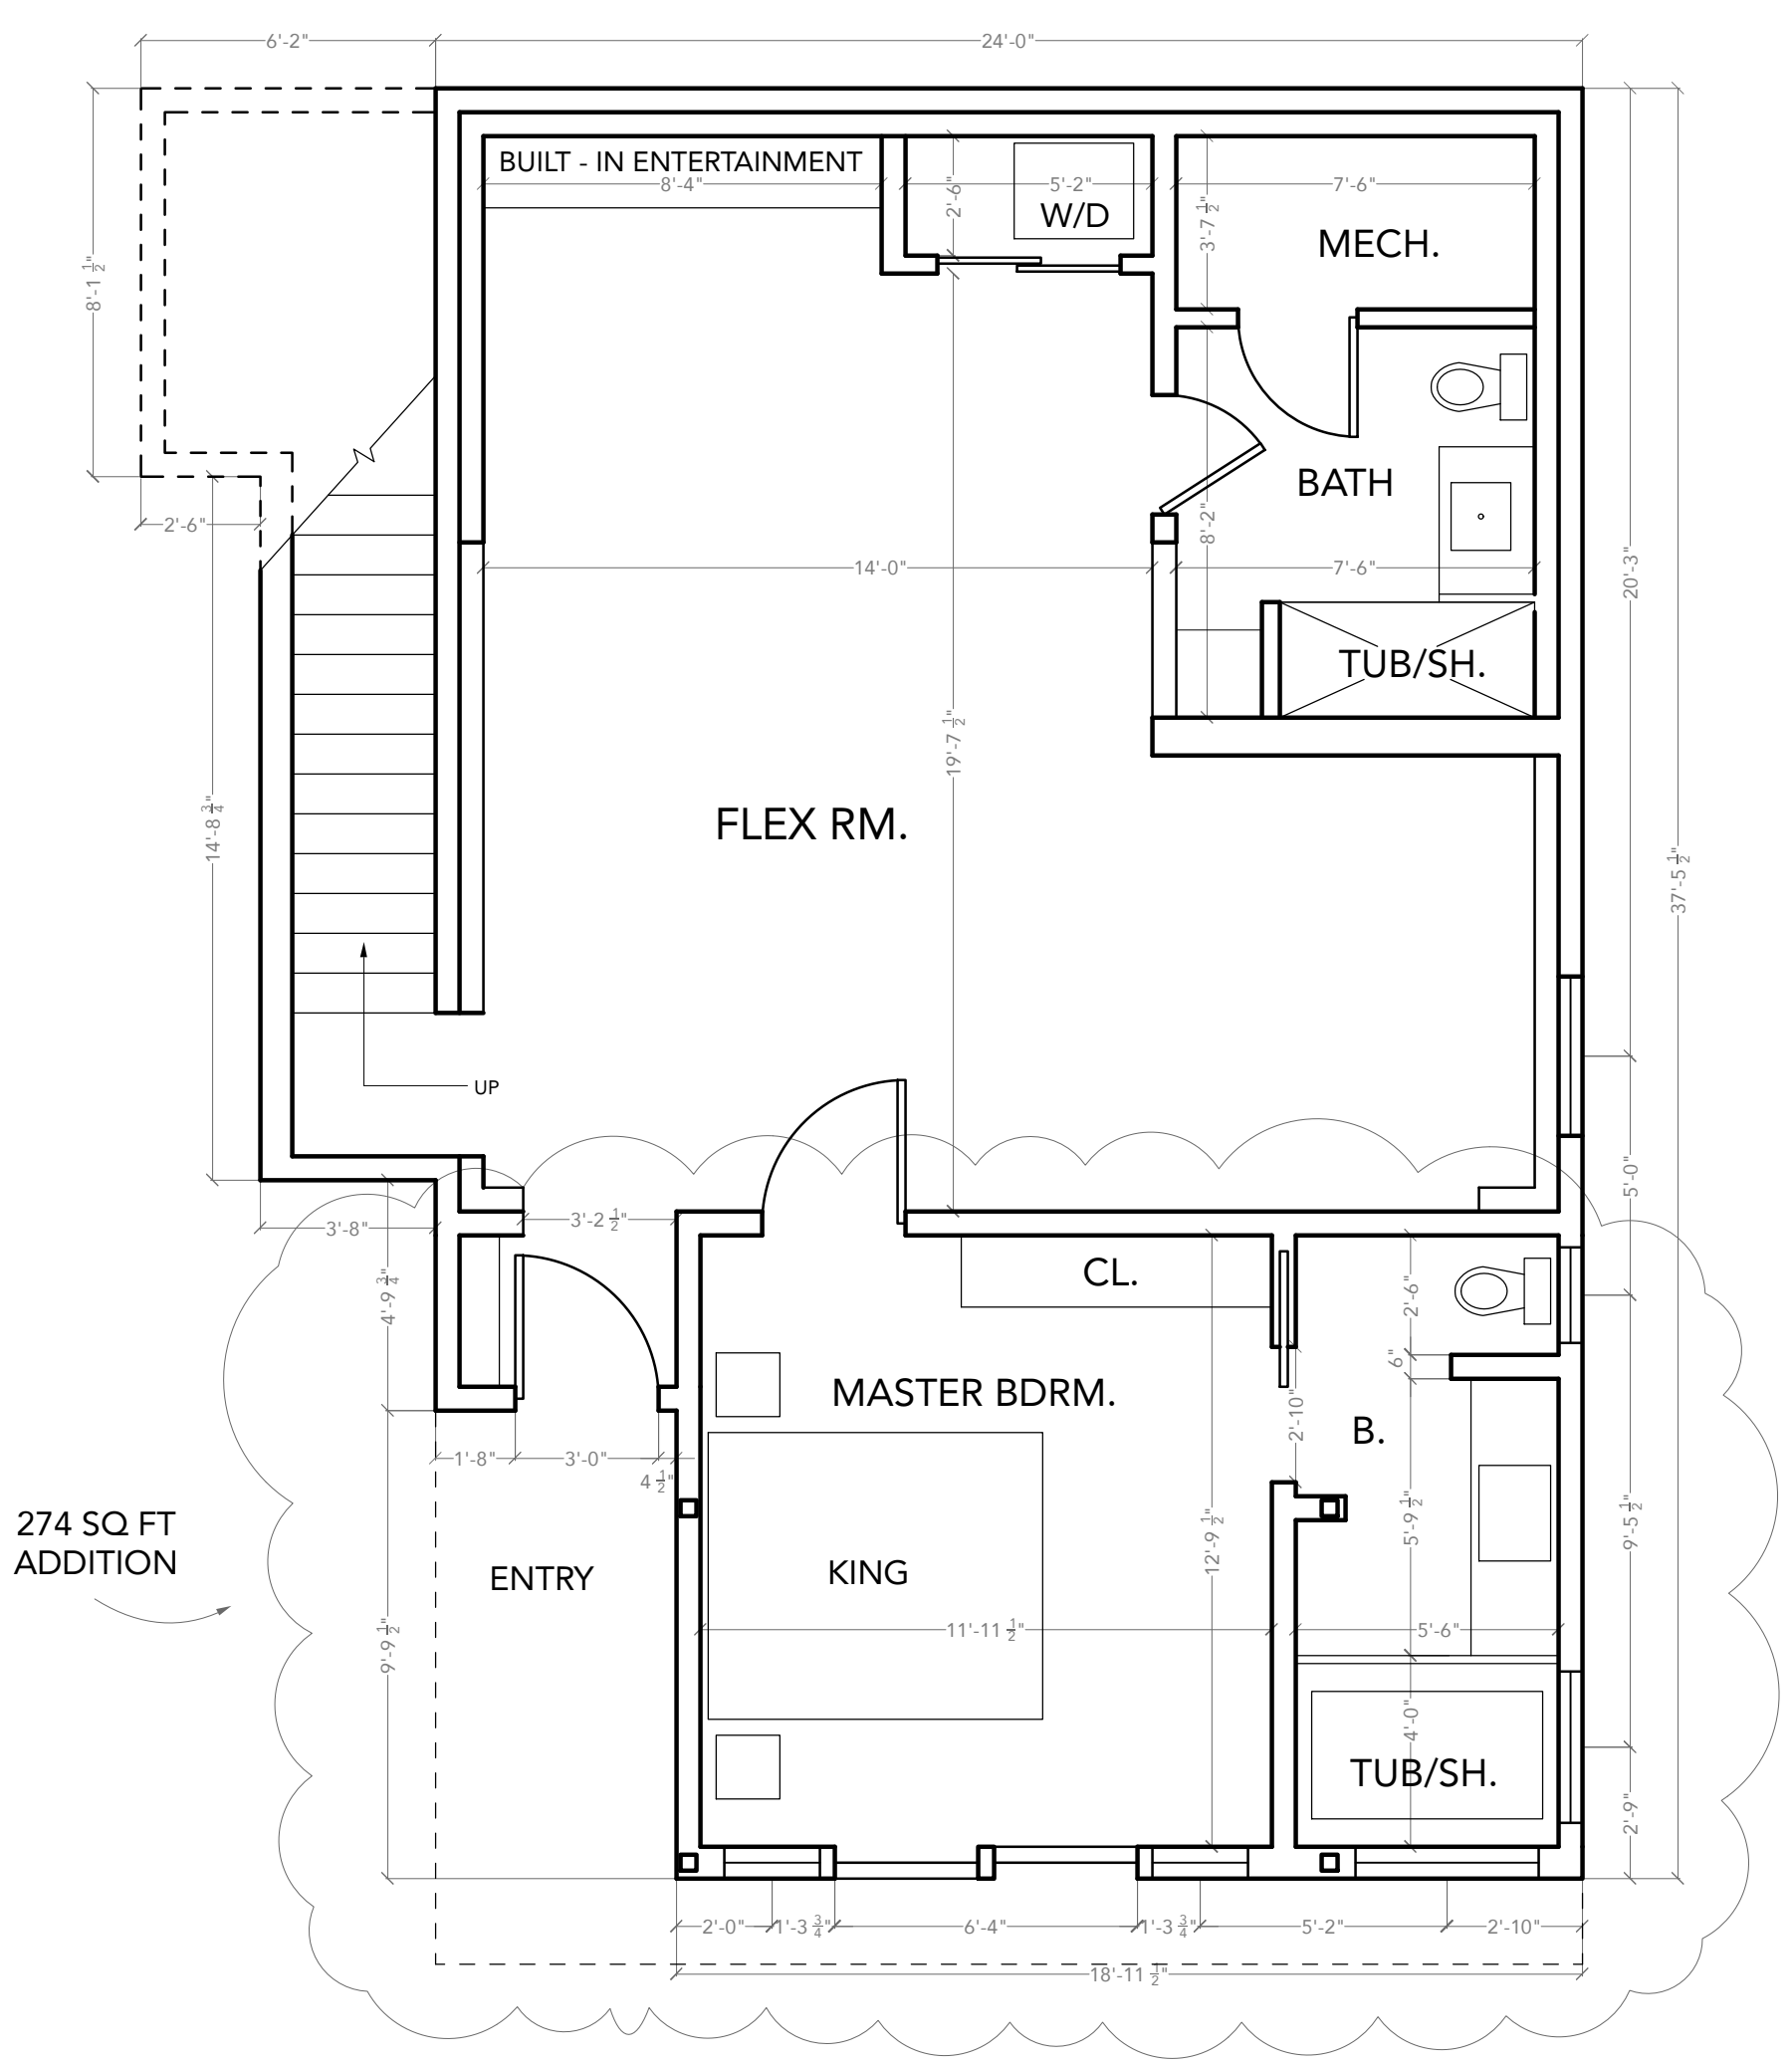 6'-2"
24'-0"
BUILT - IN ENTERTAINMENT
8'-4"
2'-6"
5'-2"
W/D
3'-7 1/2"
7'-6"
MECH.
8'-1 1/2"
2'-6"
BATH
8'-2"
14'-0"
7'-6"
20'-3"
TUB/SH.
19'-7 1/2"
14'-8 3/4"
FLEX RM.
37'-5 1/2"
UP
5'-0"
3'-8"
3'-2 1/2"
4'-9 3/4"
CL.
2'-6"
6"
MASTER BDRM.
2'-10"
B.
1'-8"
3'-0"
4 1/2"
274 SQ FT
ADDITION
ENTRY
KING
12'-9 1/2"
5'-9 1/2"
9'-5 1/2"
9'-9 1/2"
11'-11 1/2"
5'-6"
4'-0"
TUB/SH.
2'-9"
2'-0"
1'-3 3/4"
6'-4"
1'-3 3/4"
5'-2"
2'-10"
18'-11 1/2"